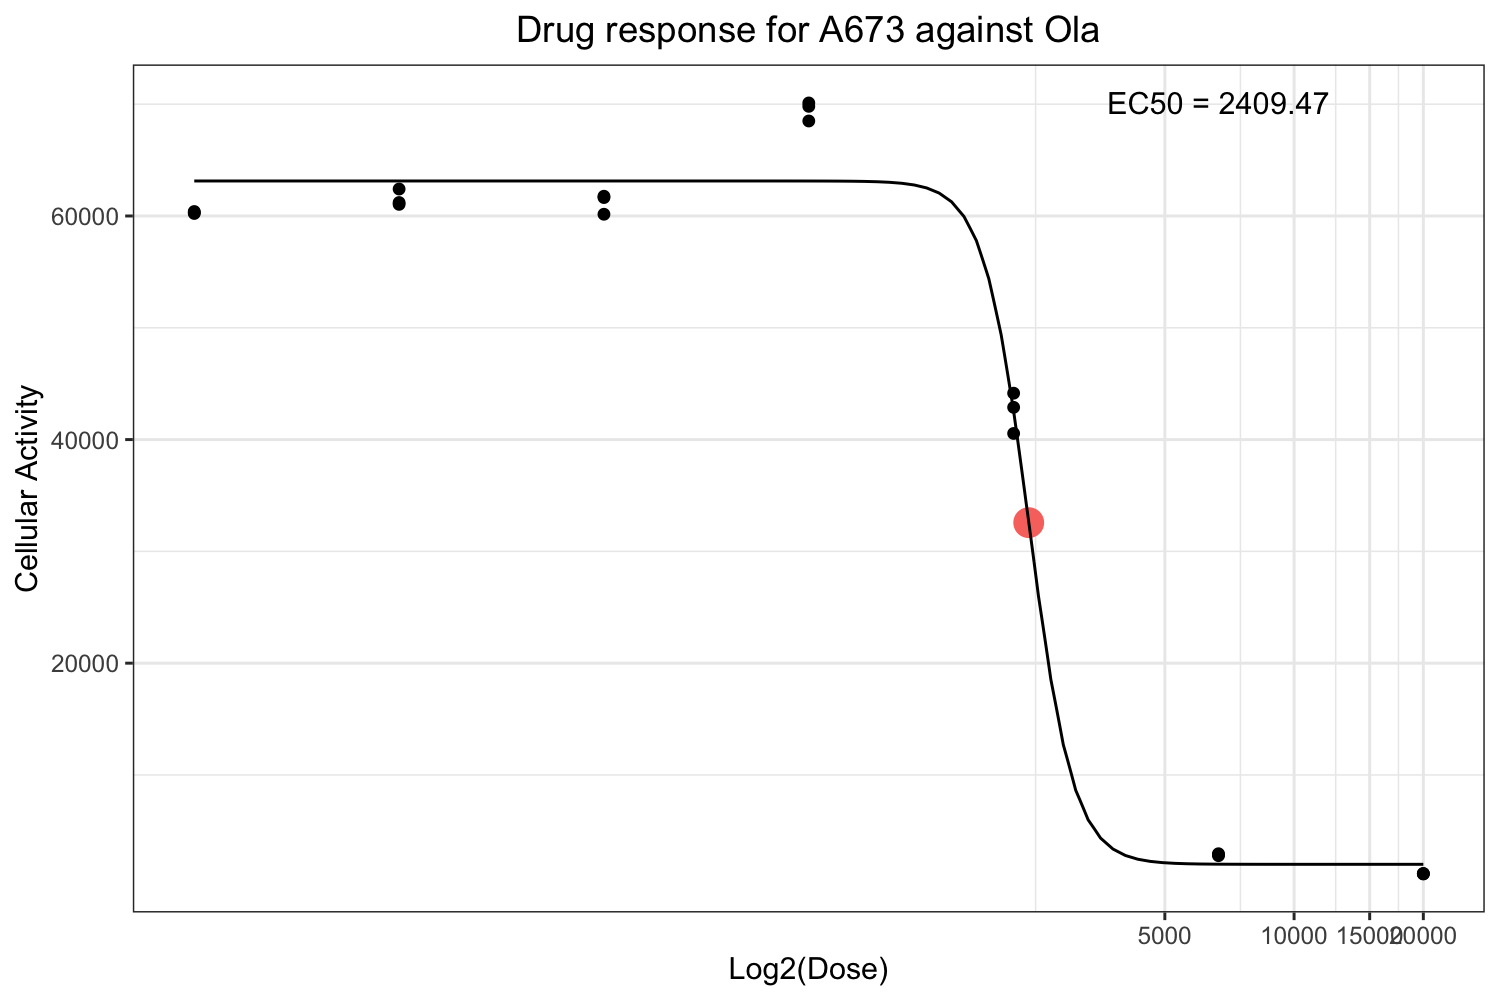 Drug response for A673 against Ola
EC50 = 2409.47
60000
40000
20000
Cellular Activity
5000 10000 15000 20000
Log2(Dose)